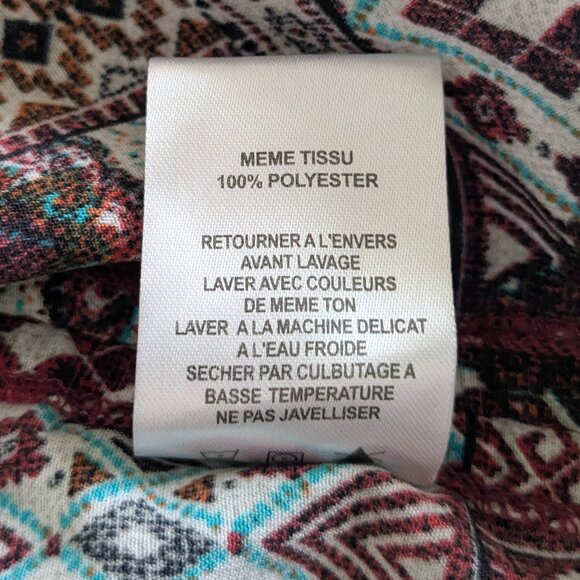 MEME TISSU
100% POLYESTER
RETOURNER A L'ENVERS
AVANT LAVAGE
LAVER AVEC COULEURS
DE MEME TON
LAVER A LA MACHINE DELICAT
A L'EAU FROIDE
SECHER PAR CULBUTAGE A
BASSE TEMPERATURE
NE PAS JAVELLISER